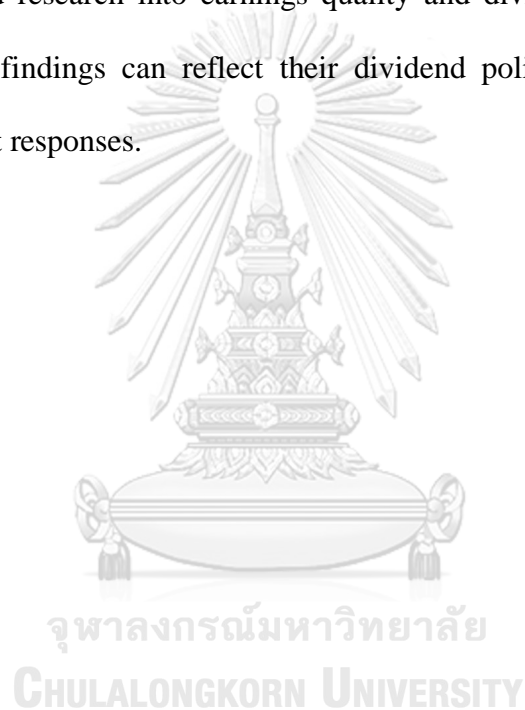 research into earnings quality and div
findings can reflect their dividend poli
responses.
จุฬาลงกรณ์มหาวิทยาลัย
CHULALONGKORN UNIVERSITY